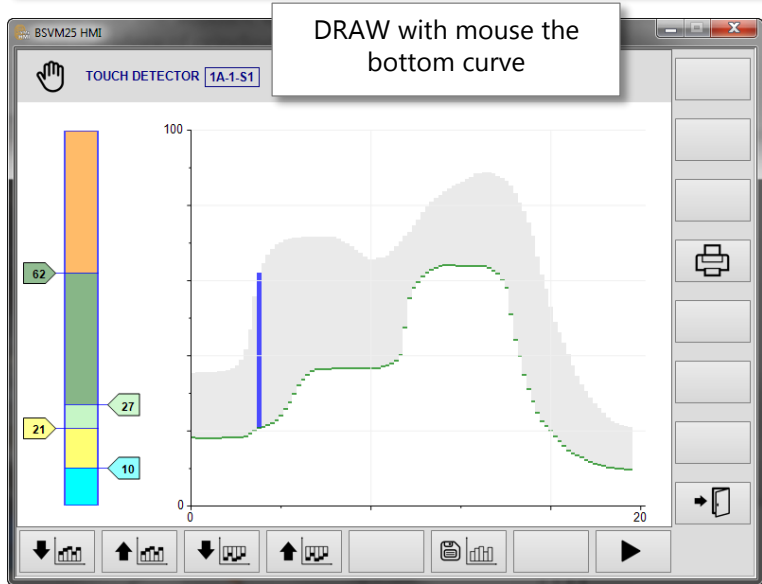 BSVM25 HMI
DRAW with mouse the
bottom curve
TOUCH DETECTOR 1A-1-S1
100
62
27
21
10
0
0
20